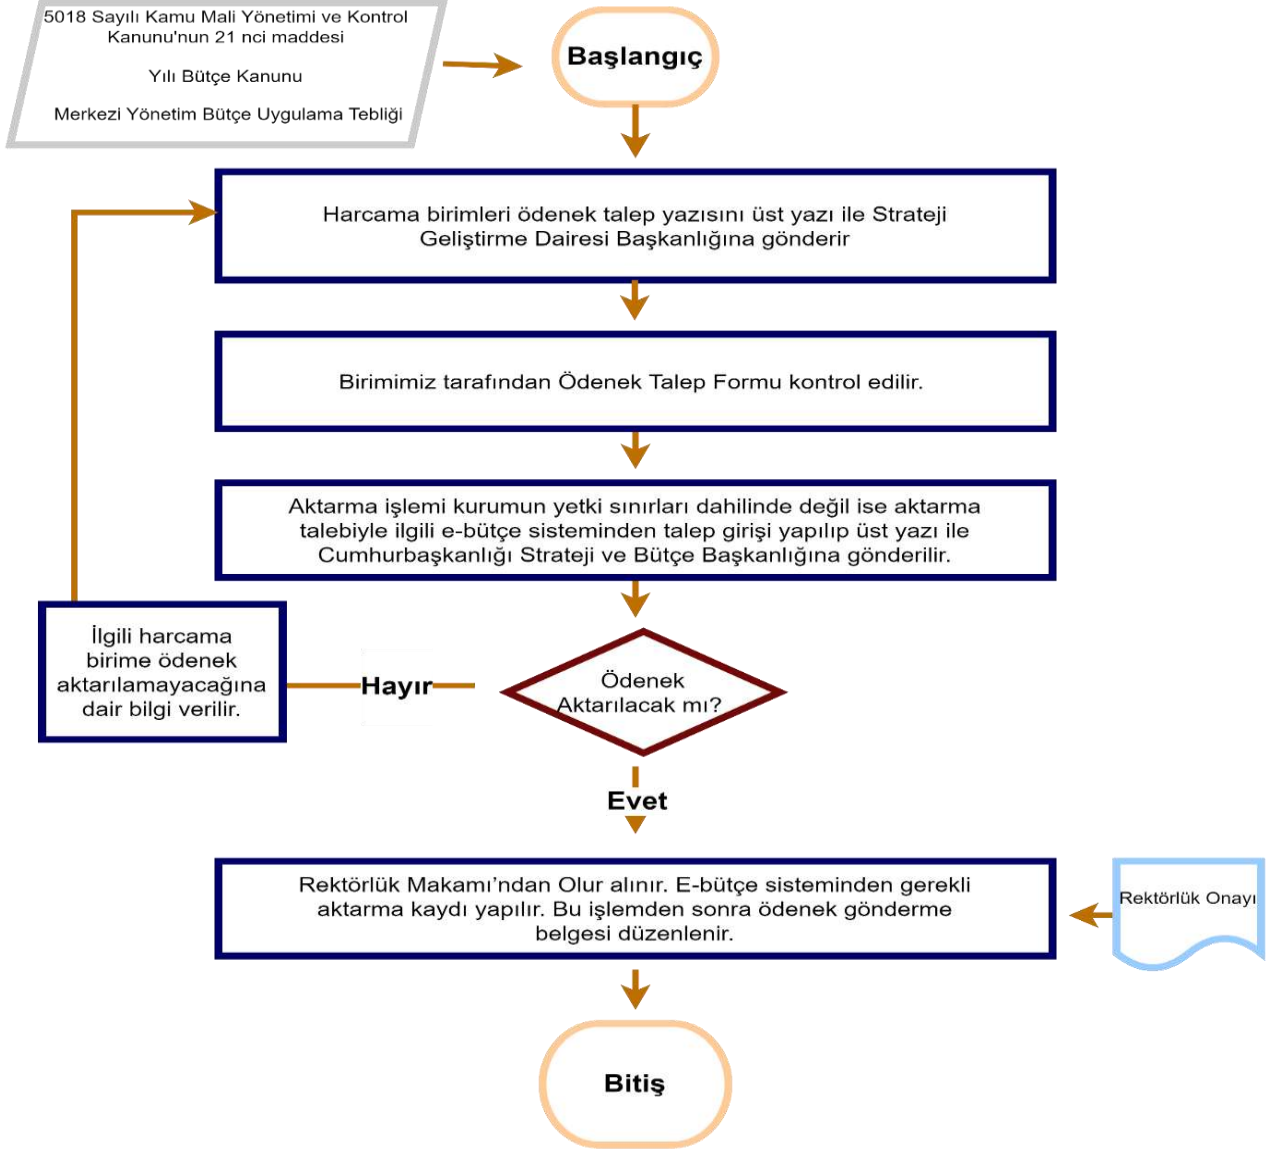 5018 Sayılı Kamu Mali Yönetimi ve Kontrol
Kanunu'nun 21 nci maddesi
Yılı Bütçe Kanunu
Merkezi Yönetim Bütçe Uygulama Tebliği
Başlangıç
Harcama birimleri ödenek talep yazısını üst yazı ile Strateji
Geliştirme Dairesi Başkanlığına gönderir
Birimimiz tarafından Ödenek Talep Formu kontrol edilir.
Aktarma işlemi kurumun yetki sınırları dahilinde değil ise aktarma
talebiyle ilgili e-bütçe sisteminden talep girişi yapılıp üst yazı ile
Cumhurbaşkanlığı Strateji ve Bütçe Başkanlığına gönderilir.
İlgili harcama
birime ödenek
aktarılamayacağına
dair bilgi verilir.
Hayır
Ödenek
Aktarılacak mı?
Evet
Rektörlük Makamı’ndan Olur alınır. E-bütçe sisteminden gerekli
aktarma kaydı yapılır. Bu işlemden sonra ödenek gönderme
belgesi düzenlenir.
Rektörlük Onayı
Bitiş